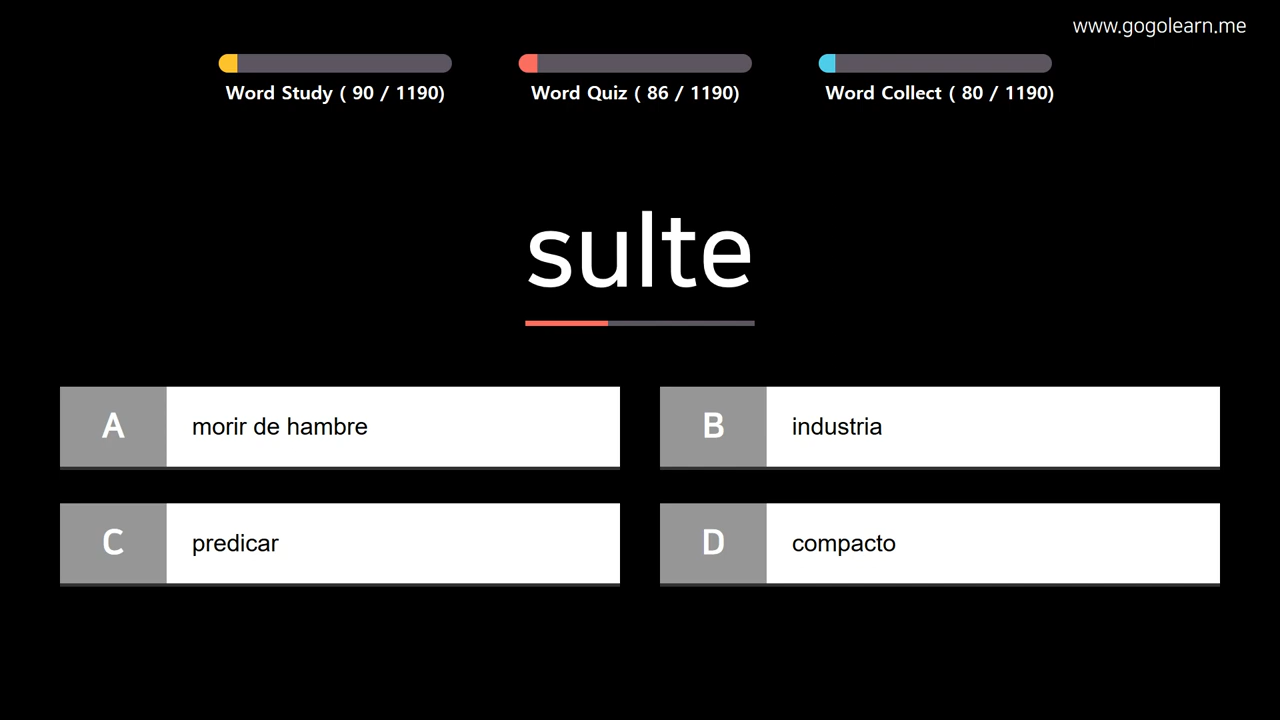 www.gogolearn.me
Word Study ( 90 / 1190)
Word Quiz ( 86 / 1190)
Word Collect ( 80 / 1190)
sulte
A morir de hambre
B industria
C predicar
D compacto